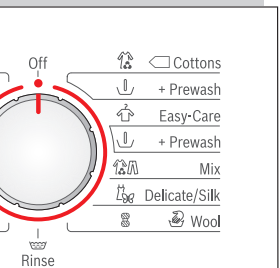 Off
Cottons
+ Prewash
Easy-Care
+ Prewash
Mix
Delicate/Silk
Wool
Rinse